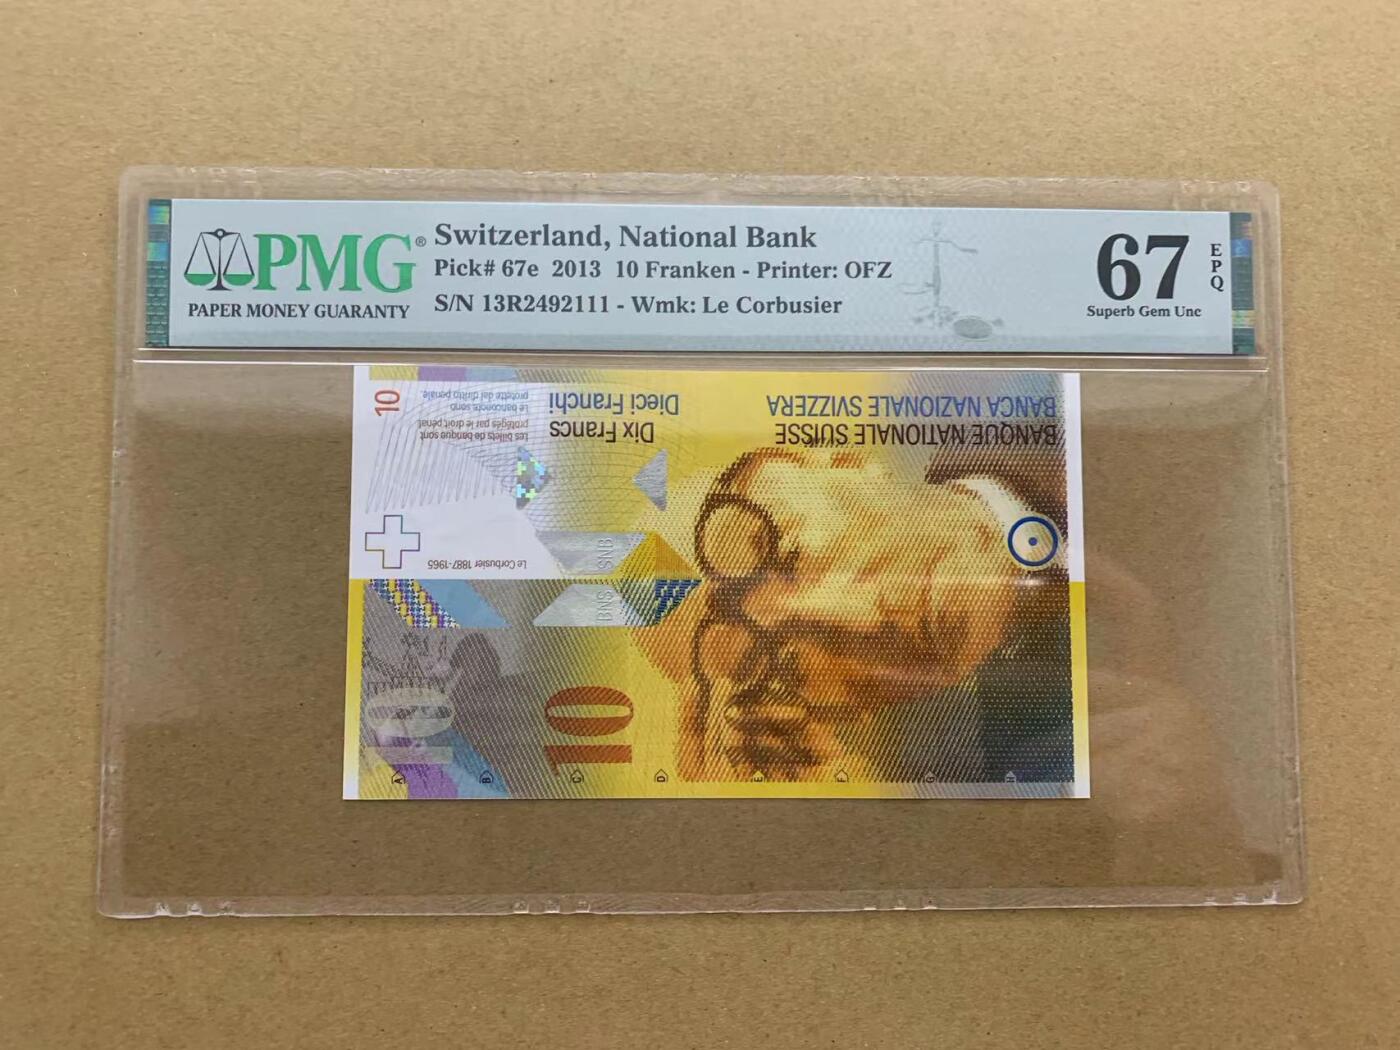 PMG®
PAPER MONEY GUARANTY
Switzerland, National Bank
Pick# 67e 2013 10 Franken - Printer: OFZ
S/N 13R2492111 - Wmk: Le Corbusier
67
EPQ
Superb Gem Unc
BANQUE NATIONALE SUISSE
BANCA NAZIONALE SVIZZERA
Dix Francs
Dieci Franchi
Les billets de banque sont
protégés par le droit pénal
Le banconote sono
protette dal diritto penale.
10
Le Corbusier 1887-1965
SNB
BNS
10
10
A
B
C
D
E
F
G
H